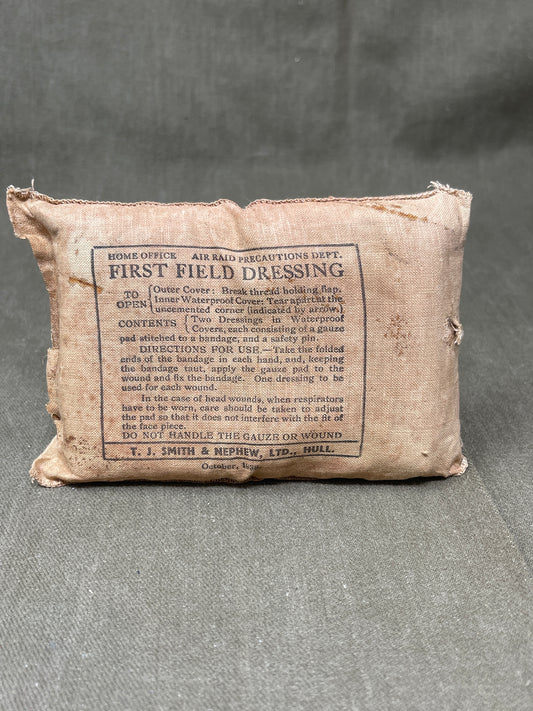 HOME OFFICE AIR RAID PRECAUTIONS DEPT.
FIRST FIELD DRESSING
TO OPEN { Outer Cover: Break thread holding flap.
Inner Waterproof Cover: Tear apart at the
uncemented corner (indicated by arrow).
CONTENTS { Two Dressings in Waterproof
Covers, each consisting of a gauze
pad stitched to a bandage, and a safety pin.
DIRECTIONS FOR USE.—Take the folded
ends of the bandage in each hand, and, keeping
the bandage taut, apply the gauze pad to the
wound and fix the bandage. One dressing to
be used for each wound.
In the case of head wounds, when respirators
have to be worn, care should be taken to adjust
the pad so that it does not interfere with the fit of
the face piece.
DO NOT HANDLE THE GAUZE OR WOUND
T. J. SMITH & NEPHEW, LTD., HULL.
October,